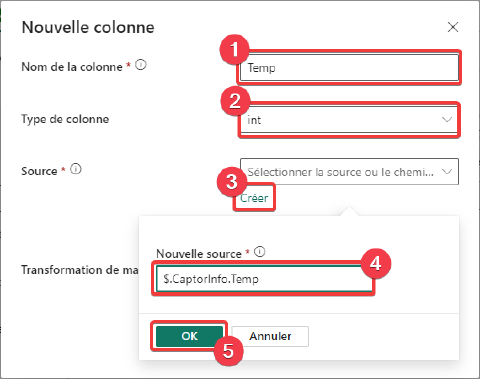 Nouvelle colonne
1
Nom de la colonne *
Temp
2
Type de colonne
int
Source *
Sélectionner la source ou le chemi...
3
Créer
Nouvelle source *
4
Transformation de ma
$.CaptorInfo.Temp
OK
Annuler
5